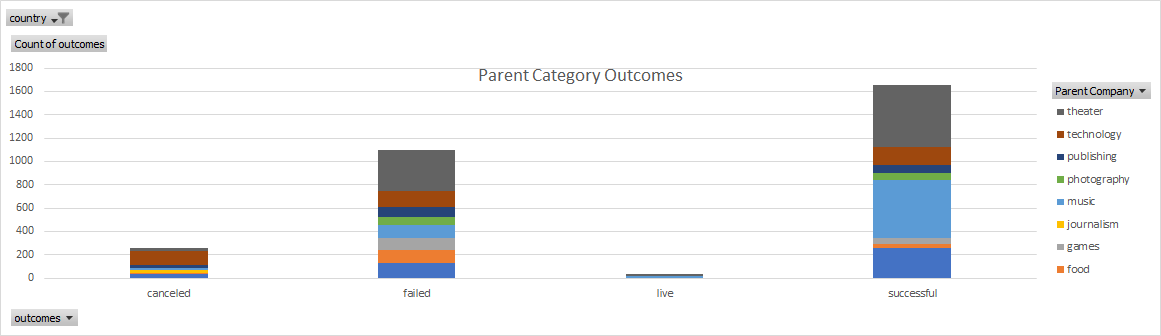 country
Count of outcomes
Parent Category Outcomes
1800
1600
1400
1200
1000
800
600
400
200
0
canceled
failed
live
successful
Parent Company
theater
technology
publishing
photography
music
journalism
games
food
outcomes